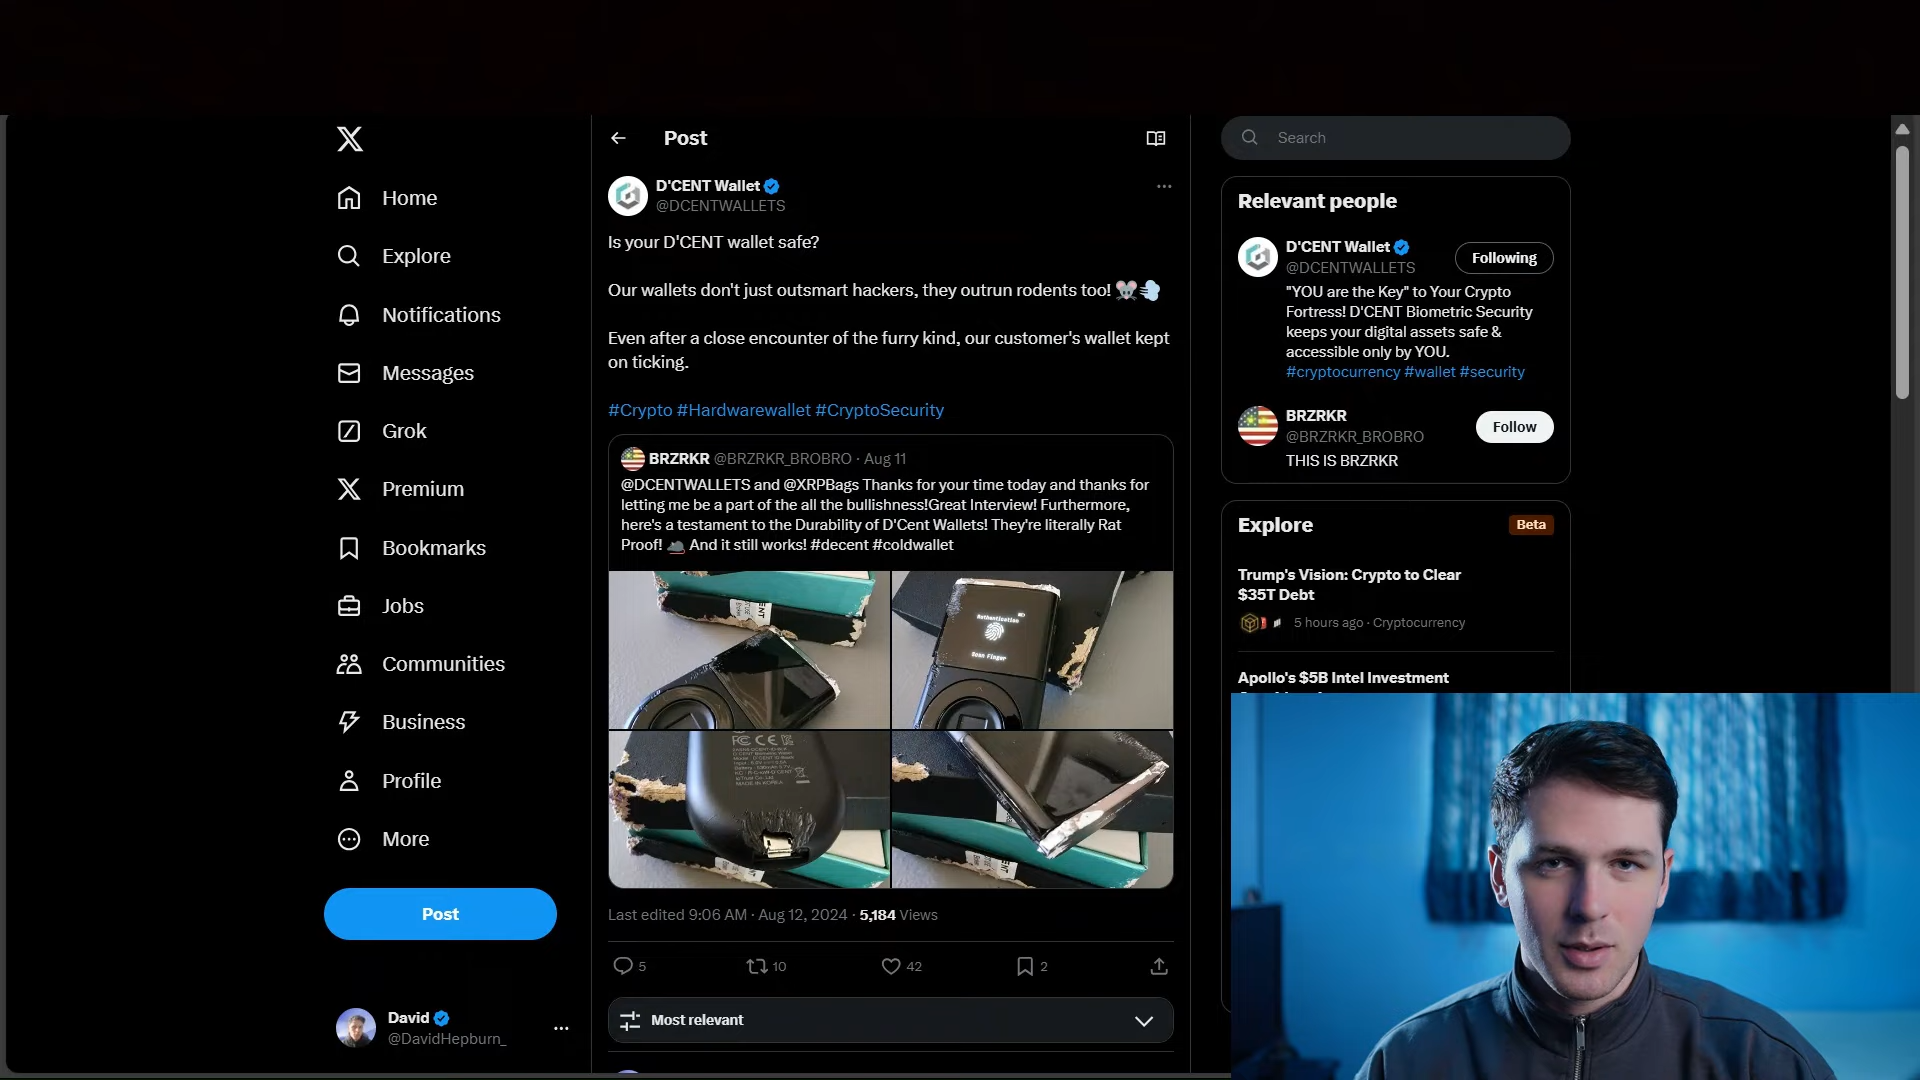 Home
Explore
Notifications
Messages
Grok
Premium
Bookmarks
Jobs
Communities
Business
Profile
More
Post
David
@DavidHepburn_
Post
D'CENT Wallet
@DCENTWALLETS
Is your D'CENT wallet safe?
Our wallets don't just outsmart hackers, they outrun rodents too! 🐭💨
Even after a close encounter of the furry kind, our customer's wallet kept
on ticking.
#Crypto #Hardwarewallet #CryptoSecurity
BRZRKR @BRZRKR_BROBRO · Aug 11
@DCENTWALLETS and @XRPBags Thanks for your time today and thanks for
letting me be a part of the all the bullishness!Great Interview! Furthermore,
here's a testament to the Durability of D'Cent Wallets! They're literally Rat
Proof! 🐀 And it still works! #decent #coldwallet
Authentication
Scan Finger
FC CE
MADE IN KOREA
Last edited 9:06 AM · Aug 12, 2024 · 5,184 Views
5 10 42 2
Most relevant
Search
Relevant people
D'CENT Wallet
Following
@DCENTWALLETS
"YOU are the Key" to Your Crypto
Fortress! D'CENT Biometric Security
keeps your digital assets safe &
accessible only by YOU.
#cryptocurrency #wallet #security
BRZRKR
Follow
@BRZRKR_BROBRO
THIS IS BRZRKR
Explore
Beta
Trump's Vision: Crypto to Clear
$35T Debt
5 hours ago · Cryptocurrency
Apollo's $5B Intel Investment